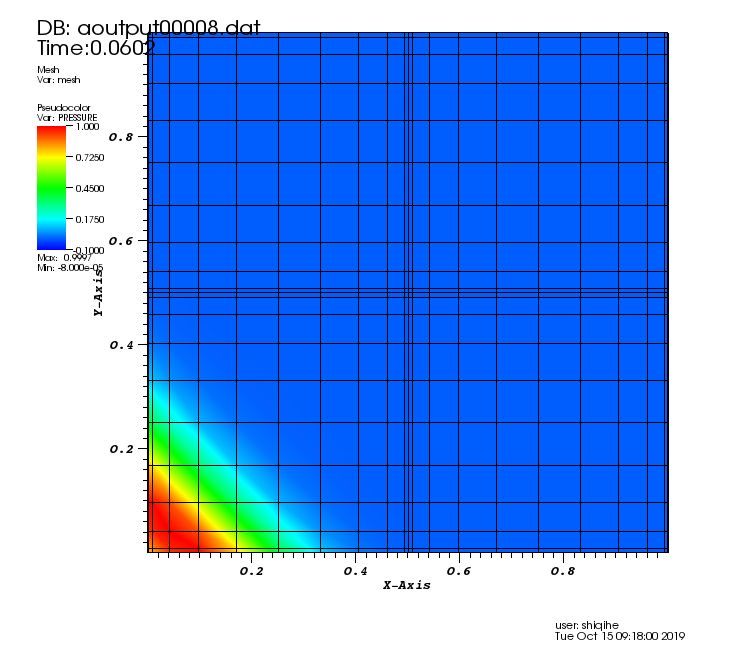 DB: aoutput00008.dat
Time:0.0602
Mesh
Var: mesh
Pseudocolor
Var: PRESSURE
1.000
0.7250
0.4500
0.1750
-0.1000
Max: 0.9997
Min: -8.000e-05
Y-Axis
0.8
0.6
0.4
0.2
0.2 0.4 0.6 0.8
X-Axis
user: shiqihe
Tue Oct 15 09:18:00 2019